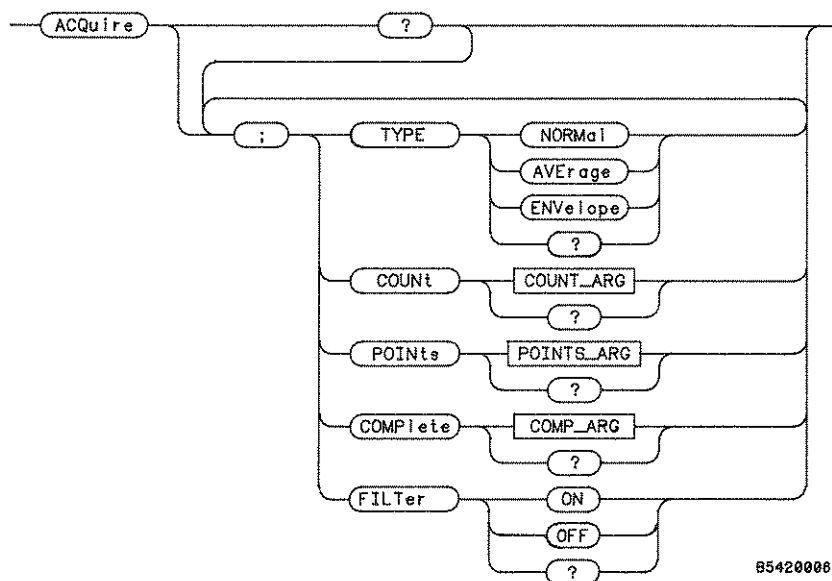 ACQuire ?
; TYPE NORMal
AVErage
ENVelope
?
COUNt COUNT_ARG
?
POINts POINTS_ARG
?
COMPlete COMP_ARG
?
FILTer ON
OFF
?
85420006